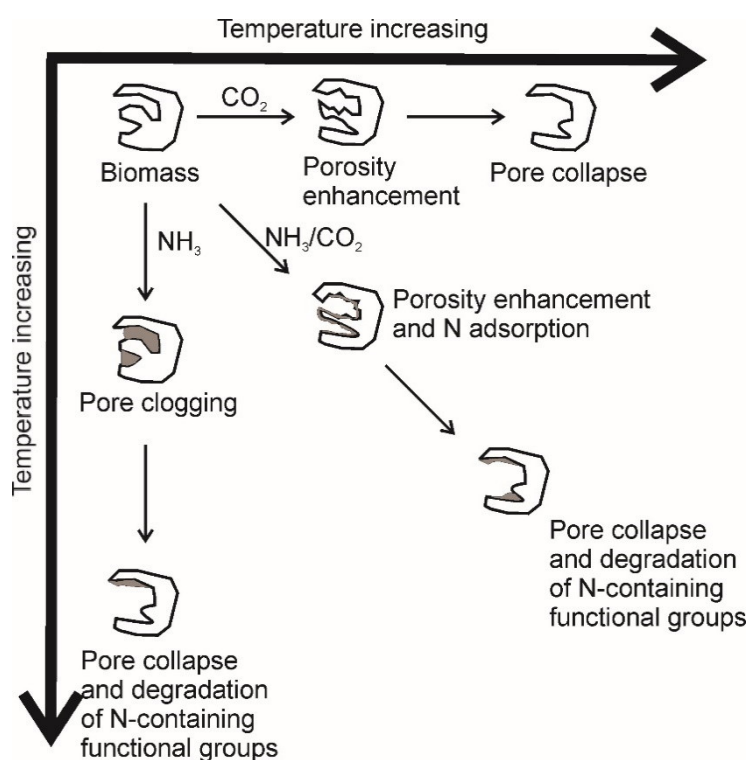 Temperature increasing
CO₂
Biomass
Porosity
enhancement
Pore collapse
NH₃
NH₃/CO₂
Temperature increasing
Porosity enhancement
and N adsorption
Pore clogging
Pore collapse
and degradation
of N-containing
functional groups
Pore collapse
and degradation
of N-containing
functional groups